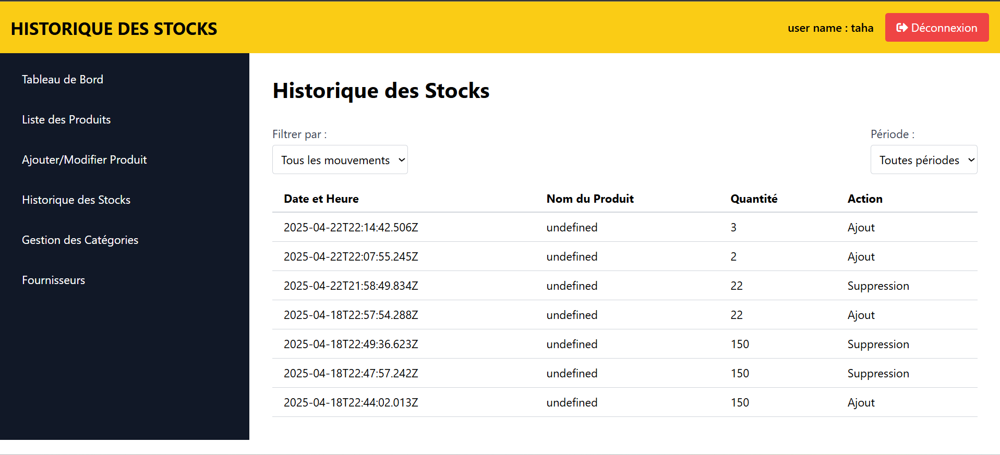 HISTORIQUE DES STOCKS
user name : taha
Déconnexion
Tableau de Bord
Liste des Produits
Ajouter/Modifier Produit
Historique des Stocks
Gestion des Catégories
Fournisseurs
Historique des Stocks
Filtrer par :
Période :
Tous les mouvements
Toutes périodes
Date et Heure Nom du Produit Quantité Action
2025-04-22T22:14:42.506Z undefined 3 Ajout
2025-04-22T22:07:55.245Z undefined 2 Ajout
2025-04-22T21:58:49.834Z undefined 22 Suppression
2025-04-18T22:57:54.288Z undefined 22 Ajout
2025-04-18T22:49:36.623Z undefined 150 Suppression
2025-04-18T22:47:57.242Z undefined 150 Suppression
2025-04-18T22:44:02.013Z undefined 150 Ajout